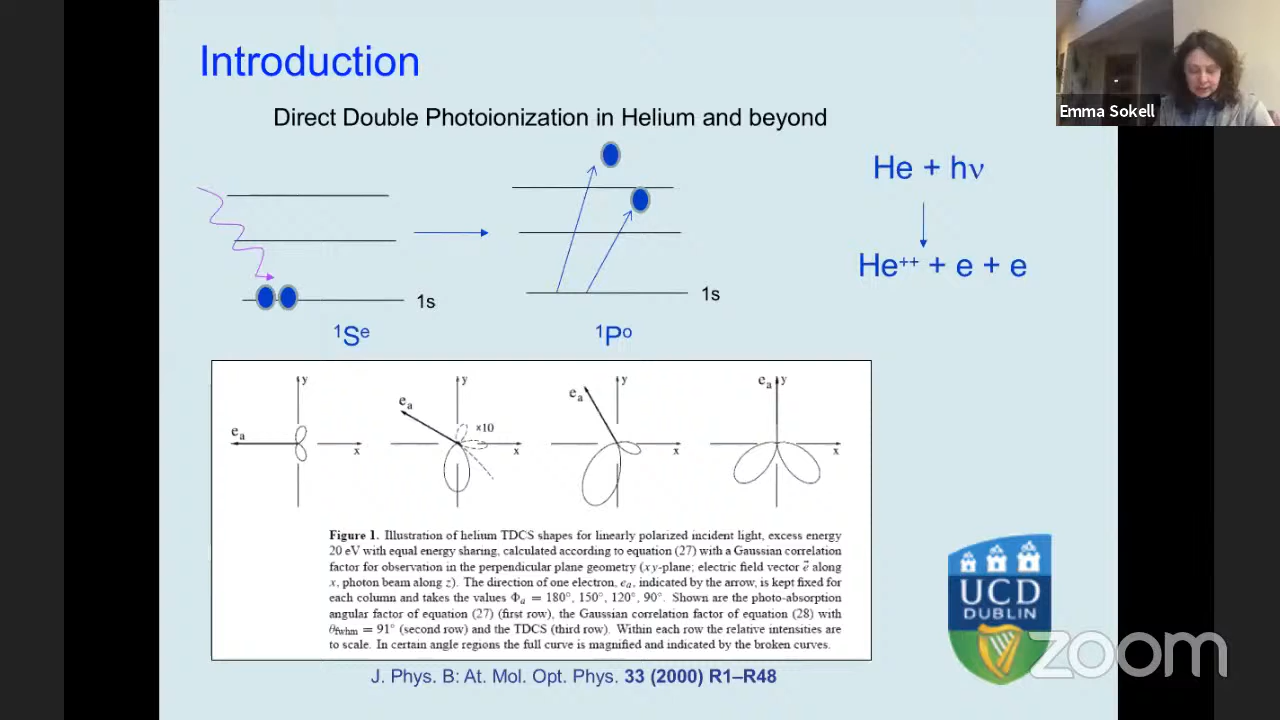 Introduction
Emma Sokell
Direct Double Photoionization in Helium and beyond
He + hν
He++ + e + e
1s
1s
1Se
1Po
y
ea
x
y
ea
×10
x
y
ea
x
ea y
x
Figure 1. Illustration of helium TDCS shapes for linearly polarized incident light, excess energy
20 eV with equal energy sharing, calculated according to equation (27) with a Gaussian correlation
factor for observation in the perpendicular plane geometry (xy-plane; electric field vector e⃗ along
x, photon beam along z). The direction of one electron, ea, indicated by the arrow, is kept fixed for
each column and takes the values Φa = 180°, 150°, 120°, 90°. Shown are the photo-absorption
angular factor of equation (27) (first row), the Gaussian correlation factor of equation (28) with
θfwhm = 91° (second row) and the TDCS (third row). Within each row the relative intensities are
to scale. In certain angle regions the full curve is magnified and indicated by the broken curves.
J. Phys. B: At. Mol. Opt. Phys. 33 (2000) R1–R48
UCD
DUBLIN
zoom